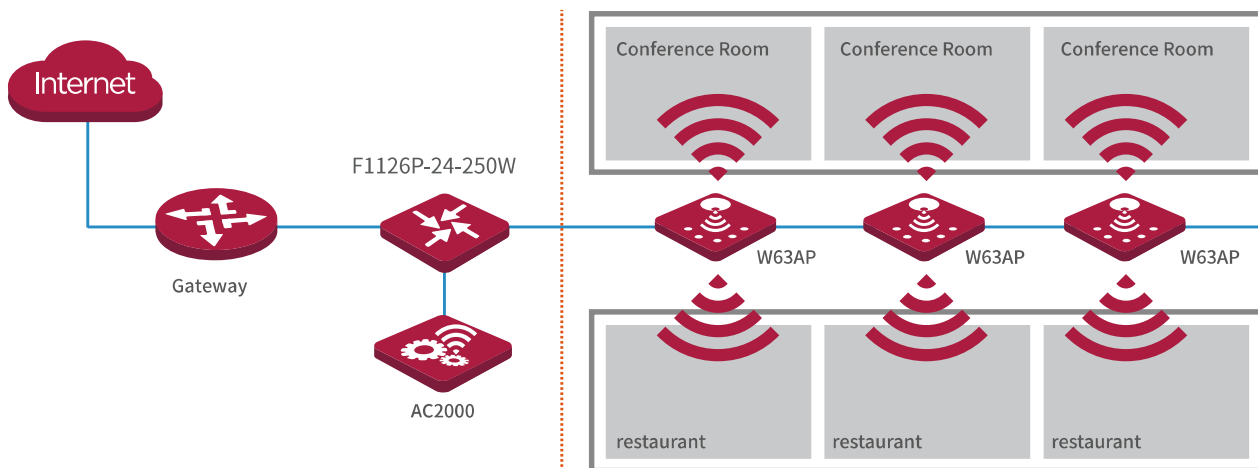 Internet
Conference Room
Conference Room
Conference Room
F1126P-24-250W
Gateway
W63AP
W63AP
W63AP
AC2000
restaurant
restaurant
restaurant